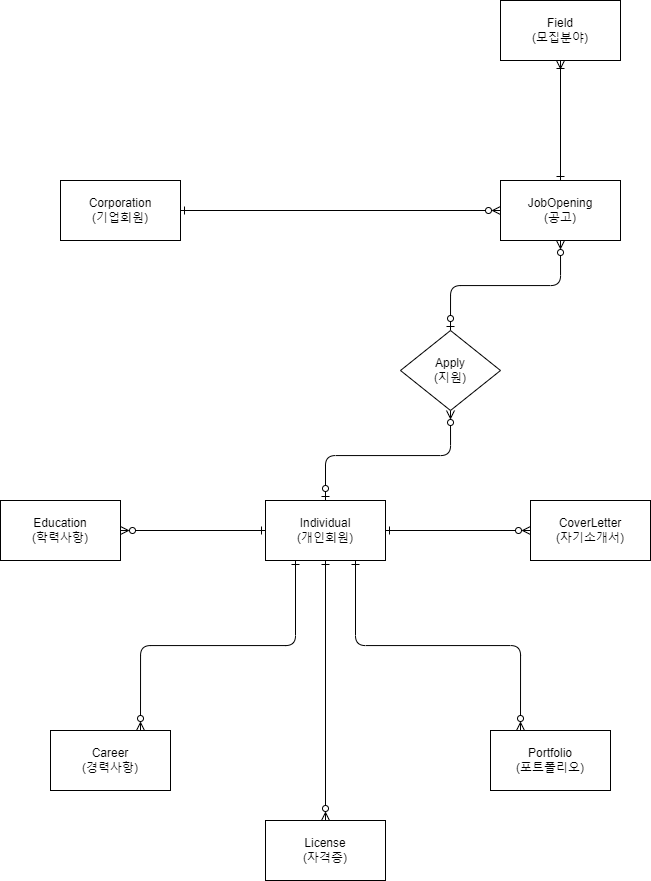 Field
(모집분야)
Corporation
(기업회원)
JobOpening
(공고)
Apply
(지원)
Education
(학력사항)
Individual
(개인회원)
CoverLetter
(자기소개서)
Career
(경력사항)
Portfolio
(포트폴리오)
License
(자격증)